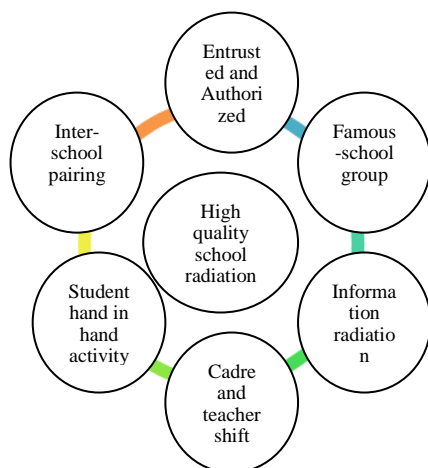 Entrust
ed and
Authori
zed
Famous
-school
group
Informa
tion
radiatio
n
Cadre
and
teacher
shift
Student
hand in
hand
activity
Inter-
school
pairing
High
quality
school
radiation